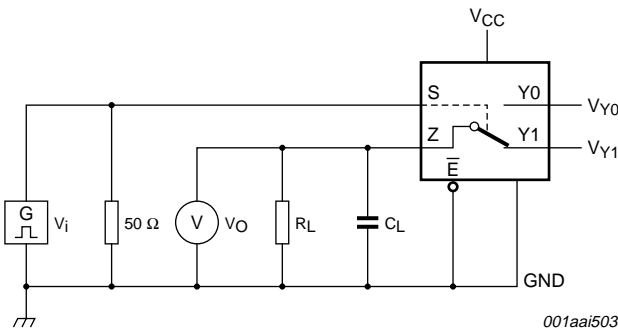 VCC
S Y0 VY0
Z Y1 VY1
E
G Vi 50 Ω V VO RL CL
GND
001aai503